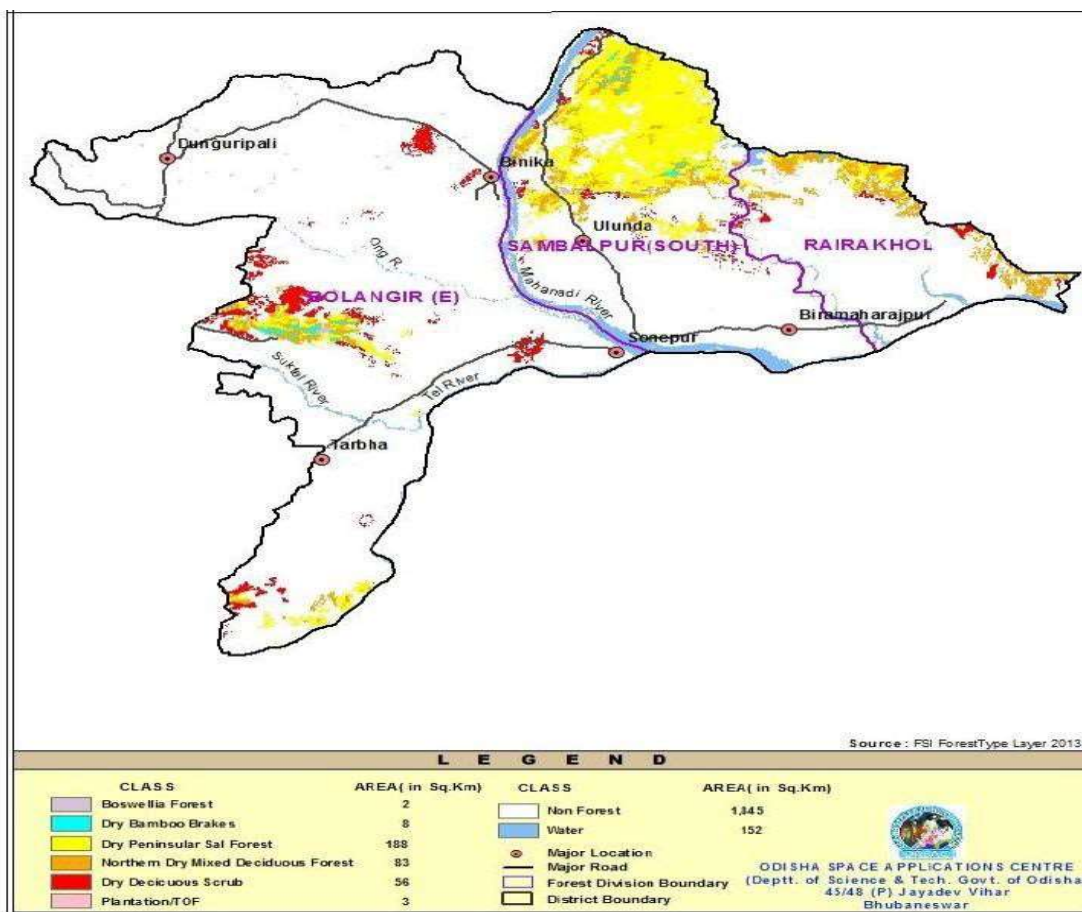 Dunguripali
Binika
Ulunda
SAMBALPUR(SOUTH)
RAIRAKHOL
Ong R.
BOLANGIR (E)
Mahanadi River
Biramaharajpur
Sonepur
Suktel River
Tel River
Tarbha
Source : FSI ForestType Layer 2013
L E G E N D
CLASS AREA( in Sq.Km) CLASS AREA( in Sq.Km)
Boswellia Forest 2 Non Forest 1,845
Dry Bamboo Brakes 8 Water 152
Dry Peninsular Sal Forest 188 Major Location
Northern Dry Mixed Deciduous Forest 83 Major Road
Dry Decicuous Scrub 56 Forest Division Boundary
Plantation/TOF 3 District Boundary
ODISHA SPACE APPLICATIONS CENTRE
(Deptt. of Science & Tech. Govt. of Odisha
45/48 (P) Jayadev Vihar
Bhubaneswar